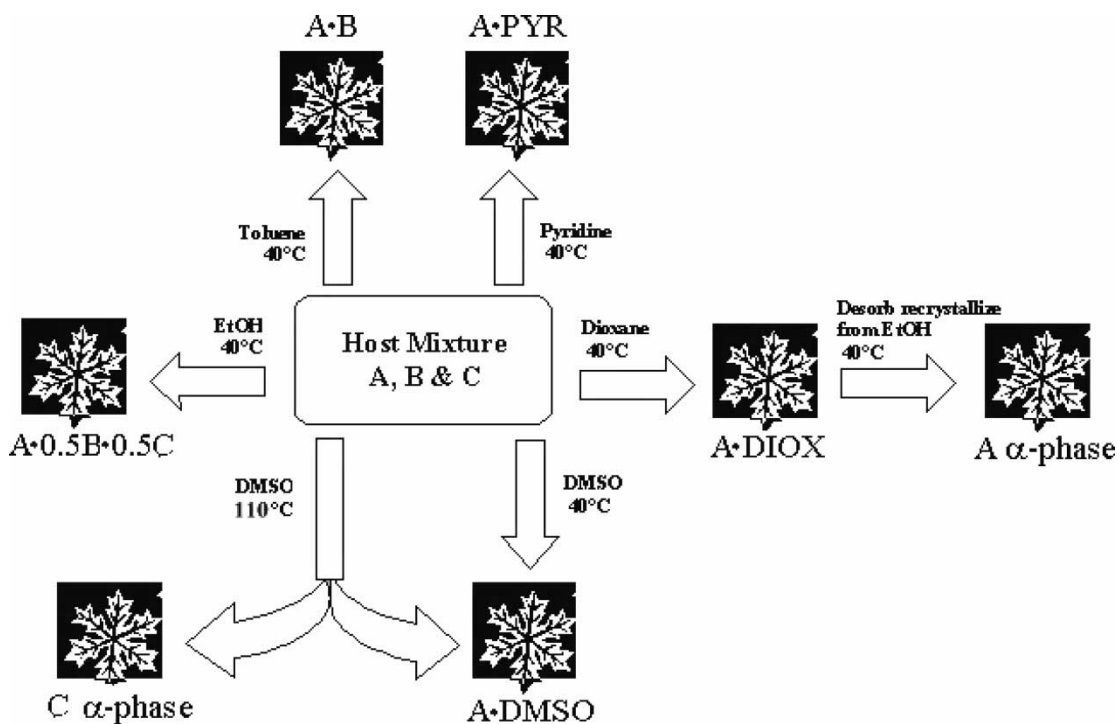 A•B
A•PYR
Toluene
40°C
Pyridine
40°C
EtOH
40°C
Host Mixture
A, B & C
Dioxane
40°C
Desorb recrystallize
from EtOH
40°C
A•0.5B•0.5C
A•DIOX
A α-phase
DMSO
110°C
DMSO
40°C
C α-phase
A•DMSO